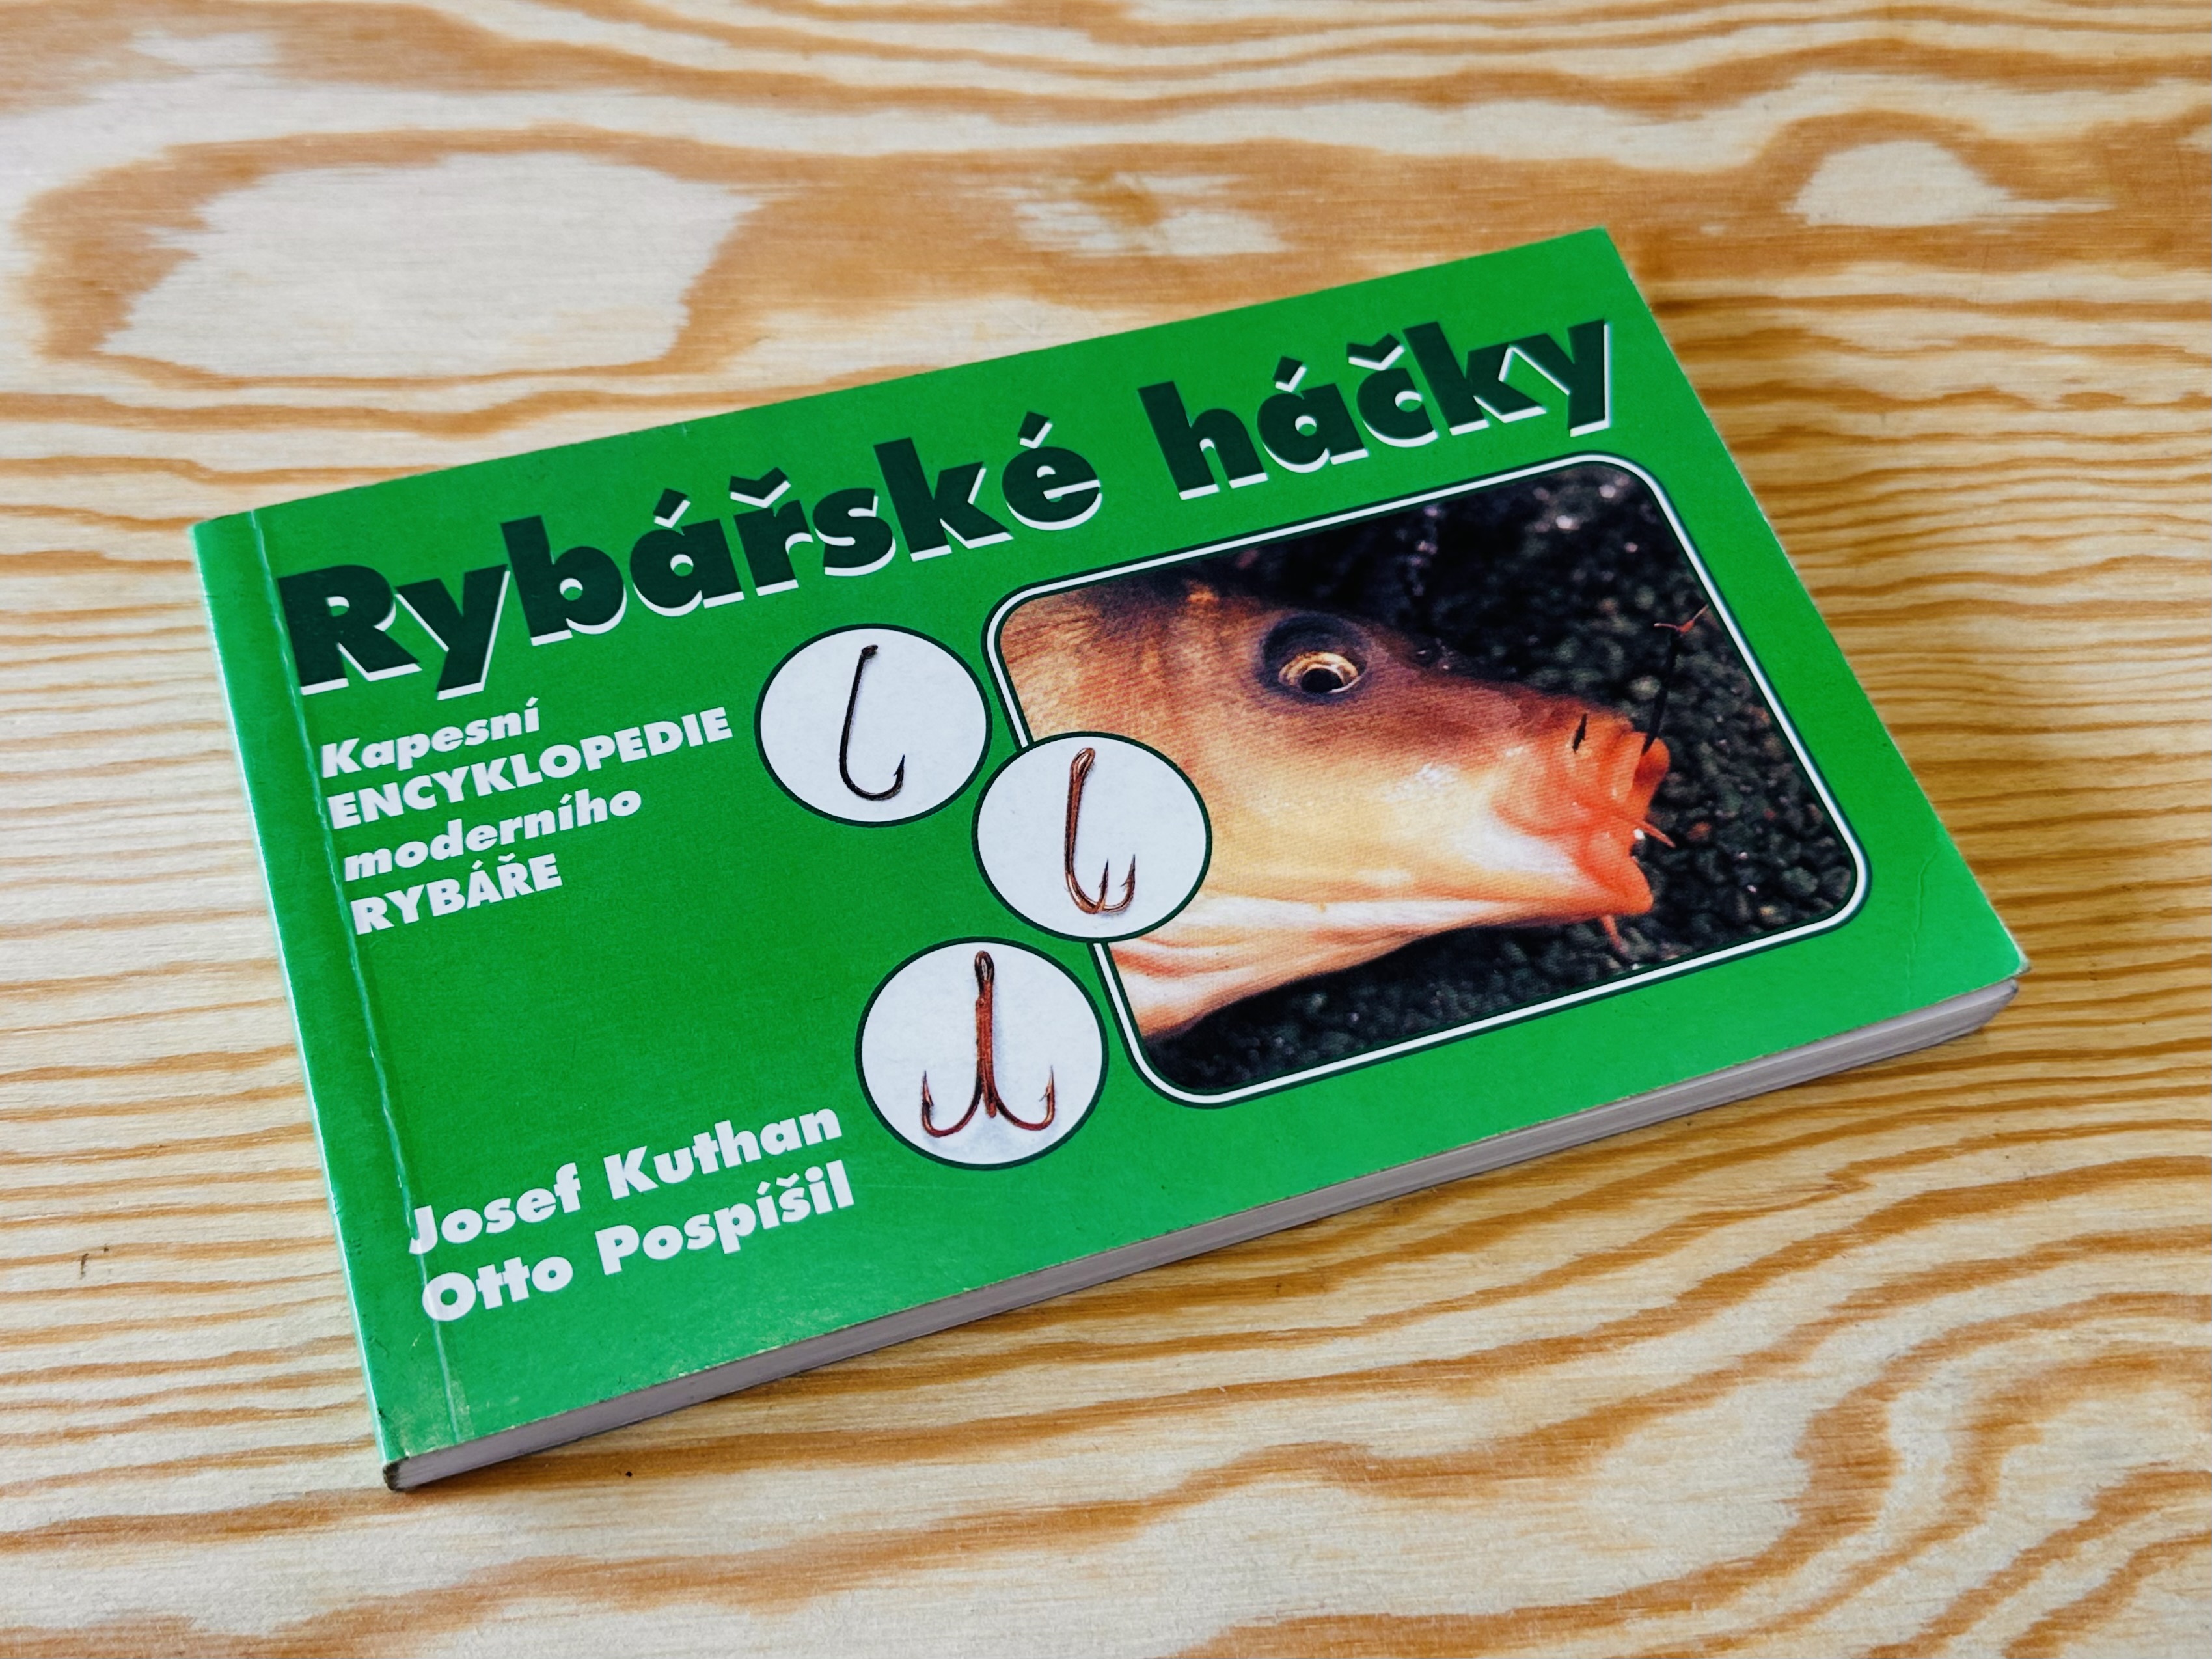 Rybářské háčky
Kapesní
ENCYKLOPEDIE
moderního
RYBÁŘE
Josef Kuthan
Otto Pospíšil